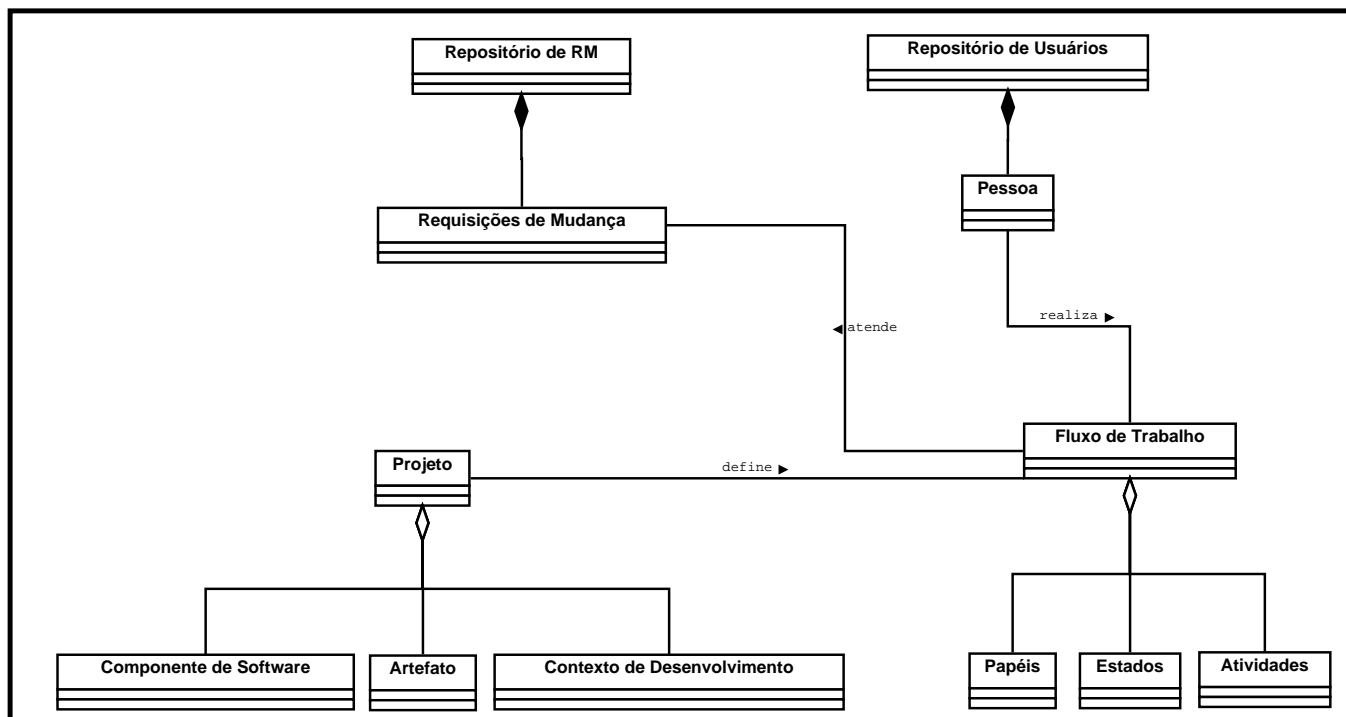 Repositório de RM
Repositório de Usuários
Pessoa
Requisições de Mudança
realiza
atende
Fluxo de Trabalho
Projeto
define
Componente de Software
Artefato
Contexto de Desenvolvimento
Papéis
Estados
Atividades